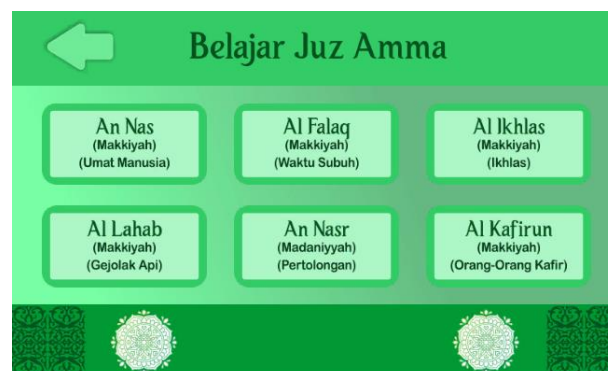 Belajar Juz Amma
An Nas
(Makkiyah)
(Umat Manusia)
Al Falaq
(Makkiyah)
(Waktu Subuh)
Al Ikhlas
(Makkiyah)
(Ikhlas)
Al Lahab
(Makkiyah)
(Gejolak Api)
An Nasr
(Madaniyyah)
(Pertolongan)
Al Kafirun
(Makkiyah)
(Orang-Orang Kafir)